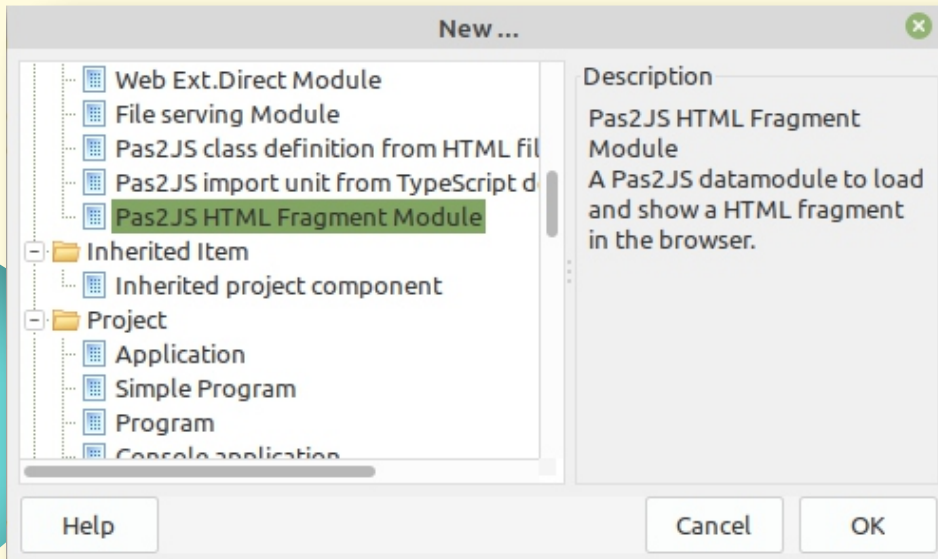 New ...
Web Ext.Direct Module
File serving Module
Pas2JS class definition from HTML fil
Pas2JS import unit from TypeScript d
Pas2JS HTML Fragment Module
Inherited Item
Inherited project component
Project
Application
Simple Program
Program
Console application
Description
Pas2JS HTML Fragment
Module
A Pas2JS datamodule to load
and show a HTML fragment
in the browser.
Help
Cancel
OK